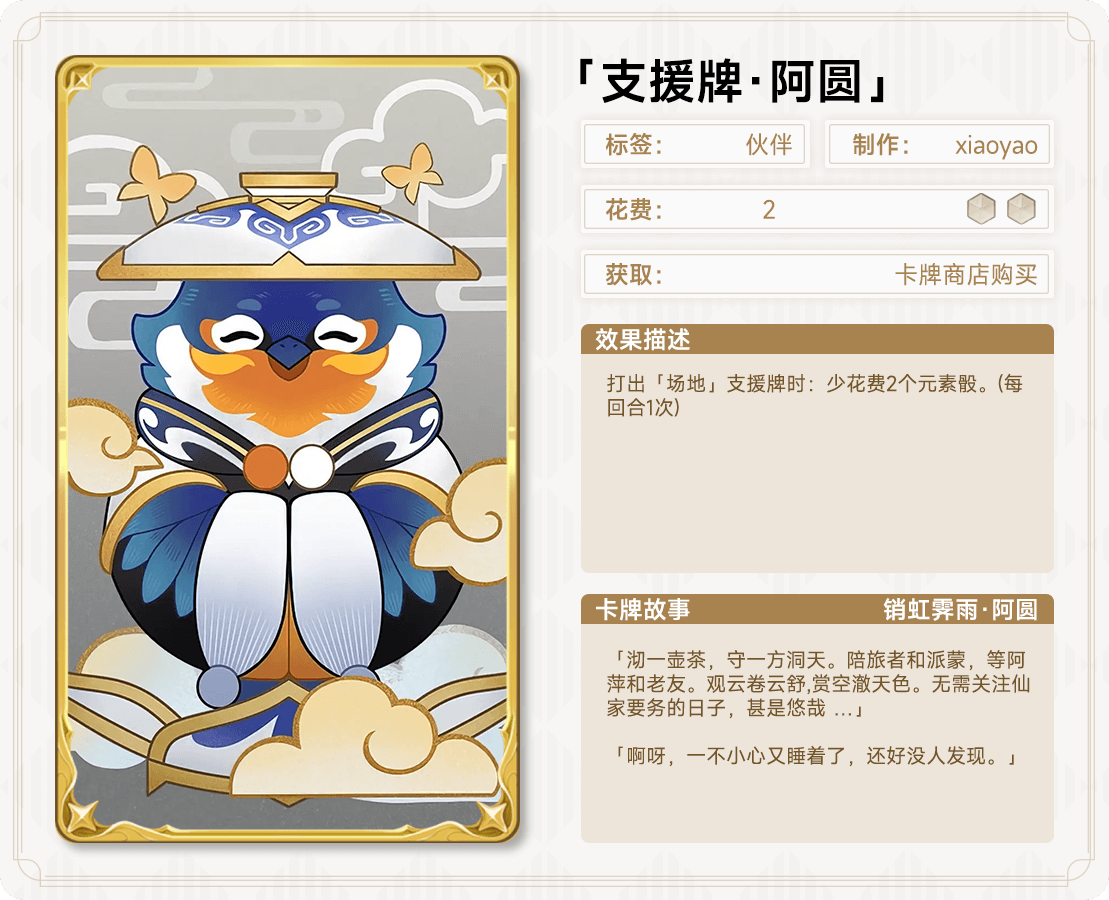 「支援牌·阿圆」
标签： 伙伴 制作： xiaoyao
花费： 2
获取： 卡牌商店购买
效果描述
打出「场地」支援牌时：少花费2个元素骰。(每
回合1次)
卡牌故事 销虹霁雨·阿圆
「沏一壶茶，守一方洞天。陪旅者和派蒙，等阿
萍和老友。观云卷云舒,赏空澈天色。无需关注仙
家要务的日子，甚是悠哉 ...」
「啊呀，一不小心又睡着了，还好没人发现。」